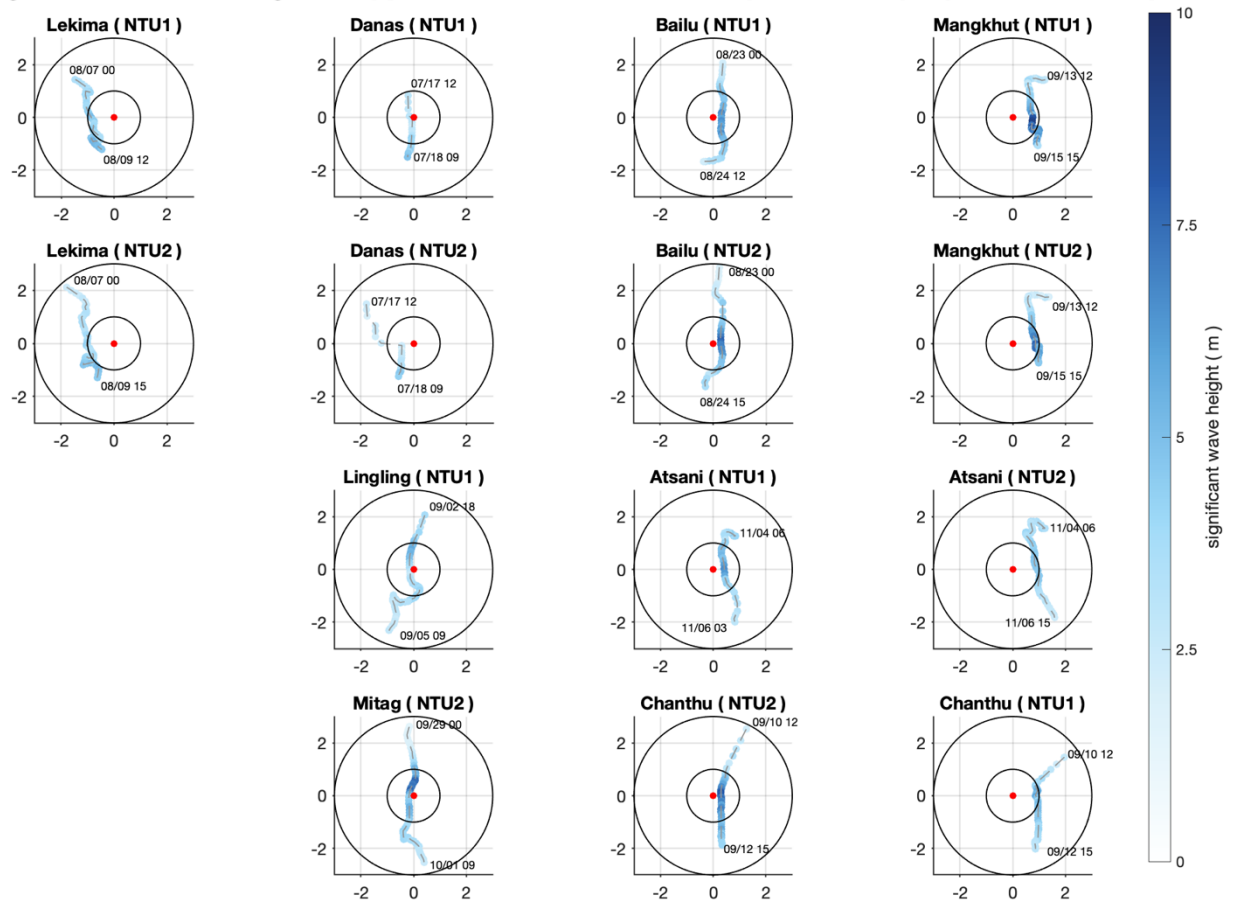 Lekima ( NTU1 )
Danas ( NTU1 )
Bailu ( NTU1 )
Mangkhut ( NTU1 )
10
2
0
-2
08/07 00
08/09 12
-2 0 2
07/17 12
07/18 09
2
0
-2
-2 0 2
08/23 00
08/24 12
2
0
-2
-2 0 2
09/13 12
09/15 15
2
0
-2
-2 0 2
7.5
Lekima ( NTU2 )
Danas ( NTU2 )
Bailu ( NTU2 )
Mangkhut ( NTU2 )
2
0
-2
08/07 00
08/09 15
-2 0 2
2
0
-2
07/17 12
07/18 09
-2 0 2
2
0
-2
08/23 00
08/24 15
-2 0 2
2
0
-2
09/13 12
09/15 15
-2 0 2
5
significant wave height ( m )
Lingling ( NTU1 )
Atsani ( NTU1 )
Atsani ( NTU2 )
2
0
-2
09/02 18
09/05 09
-2 0 2
2
0
-2
11/04 06
11/06 03
-2 0 2
2
0
-2
11/04 06
11/06 15
-2 0 2
2.5
Mitag ( NTU2 )
Chanthu ( NTU2 )
Chanthu ( NTU1 )
2
0
-2
09/29 00
10/01 09
-2 0 2
2
0
-2
09/10 12
09/12 15
-2 0 2
2
0
-2
09/10 12
09/12 15
-2 0 2
0